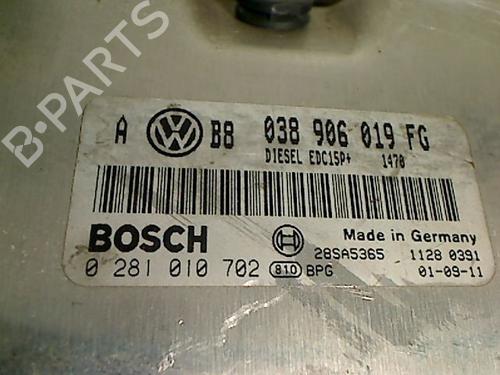 A VW B8 038 906 019 FG
DIESEL EDC15P+ 1470
BOSCH
Made in Germany
28SA5365 1128 0391
0 281 010 702 810 BPG 01-09-11
B-PARTS